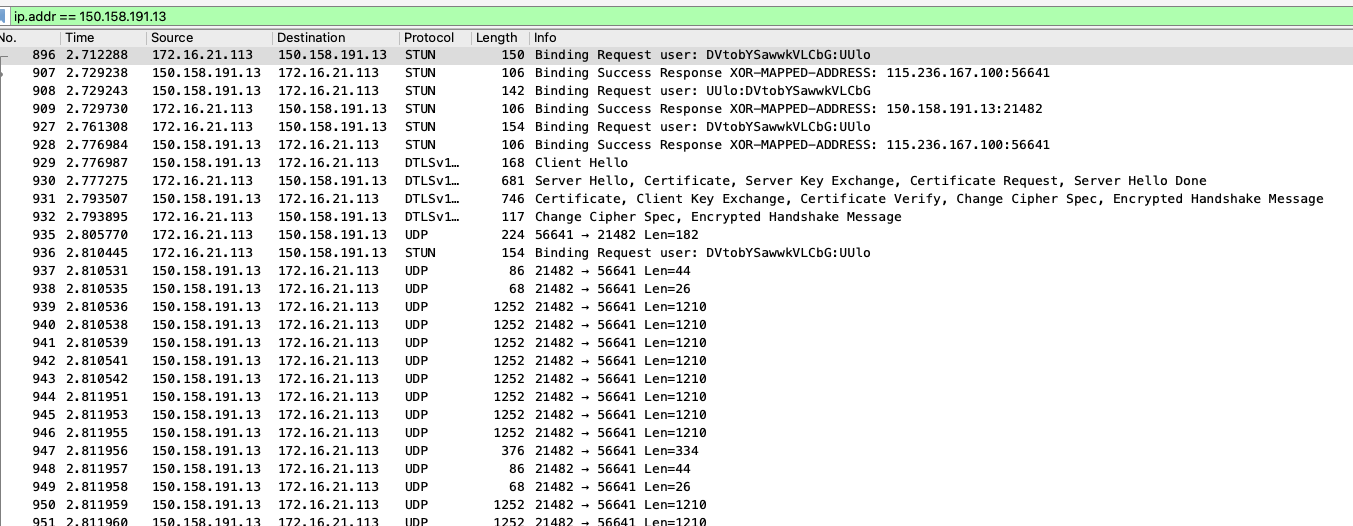 ip.addr == 150.158.191.13
No. Time Source Destination Protocol Length Info
896 2.712288 172.16.21.113 150.158.191.13 STUN 150 Binding Request user: DVtobYSawwkVLCbG:UUlo
907 2.729238 150.158.191.13 172.16.21.113 STUN 106 Binding Success Response XOR-MAPPED-ADDRESS: 115.236.167.100:56641
908 2.729243 150.158.191.13 172.16.21.113 STUN 142 Binding Request user: UUlo:DVtobYSawwkVLCbG
909 2.729730 172.16.21.113 150.158.191.13 STUN 106 Binding Success Response XOR-MAPPED-ADDRESS: 150.158.191.13:21482
927 2.761308 172.16.21.113 150.158.191.13 STUN 154 Binding Request user: DVtobYSawwkVLCbG:UUlo
928 2.776984 150.158.191.13 172.16.21.113 STUN 106 Binding Success Response XOR-MAPPED-ADDRESS: 115.236.167.100:56641
929 2.776987 150.158.191.13 172.16.21.113 DTLSv1… 168 Client Hello
930 2.777275 172.16.21.113 150.158.191.13 DTLSv1… 681 Server Hello, Certificate, Server Key Exchange, Certificate Request, Server Hello Done
931 2.793507 150.158.191.13 172.16.21.113 DTLSv1… 746 Certificate, Client Key Exchange, Certificate Verify, Change Cipher Spec, Encrypted Handshake Message
932 2.793895 172.16.21.113 150.158.191.13 DTLSv1… 117 Change Cipher Spec, Encrypted Handshake Message
935 2.805770 172.16.21.113 150.158.191.13 UDP 224 56641 → 21482 Len=182
936 2.810445 172.16.21.113 150.158.191.13 STUN 154 Binding Request user: DVtobYSawwkVLCbG:UUlo
937 2.810531 150.158.191.13 172.16.21.113 UDP 86 21482 → 56641 Len=44
938 2.810535 150.158.191.13 172.16.21.113 UDP 68 21482 → 56641 Len=26
939 2.810536 150.158.191.13 172.16.21.113 UDP 1252 21482 → 56641 Len=1210
940 2.810538 150.158.191.13 172.16.21.113 UDP 1252 21482 → 56641 Len=1210
941 2.810539 150.158.191.13 172.16.21.113 UDP 1252 21482 → 56641 Len=1210
942 2.810541 150.158.191.13 172.16.21.113 UDP 1252 21482 → 56641 Len=1210
943 2.810542 150.158.191.13 172.16.21.113 UDP 1252 21482 → 56641 Len=1210
944 2.811951 150.158.191.13 172.16.21.113 UDP 1252 21482 → 56641 Len=1210
945 2.811953 150.158.191.13 172.16.21.113 UDP 1252 21482 → 56641 Len=1210
946 2.811955 150.158.191.13 172.16.21.113 UDP 1252 21482 → 56641 Len=1210
947 2.811956 150.158.191.13 172.16.21.113 UDP 376 21482 → 56641 Len=334
948 2.811957 150.158.191.13 172.16.21.113 UDP 86 21482 → 56641 Len=44
949 2.811958 150.158.191.13 172.16.21.113 UDP 68 21482 → 56641 Len=26
950 2.811959 150.158.191.13 172.16.21.113 UDP 1252 21482 → 56641 Len=1210
951 2.811960 150.158.191.13 172.16.21.113 UDP 1252 21482 → 56641 Len=1210